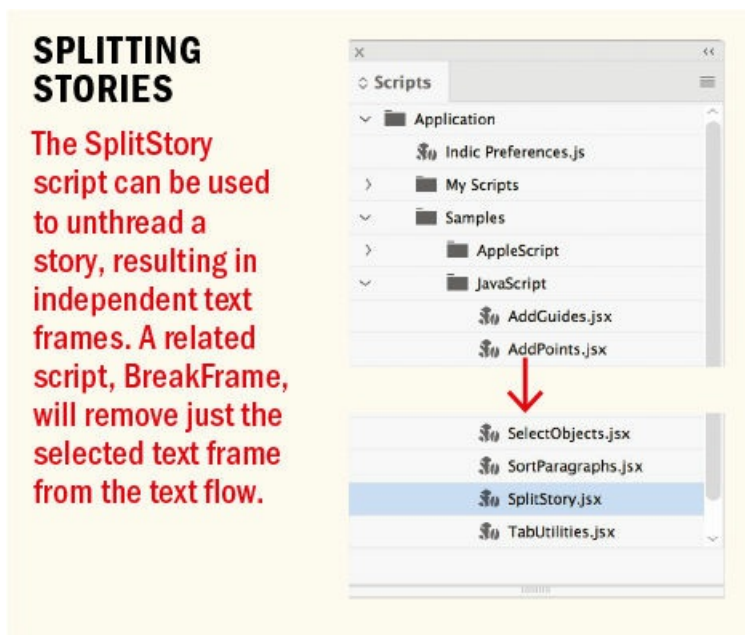 SPLITTING
STORIES
The SplitStory
script can be used
to unthread a
story, resulting in
independent text
frames. A related
script, BreakFrame,
will remove just the
selected text frame
from the text flow.
Scripts
Application
Indic Preferences.js
My Scripts
Samples
AppleScript
JavaScript
AddGuides.jsx
AddPoints.jsx
SelectObjects.jsx
SortParagraphs.jsx
SplitStory.jsx
TabUtilities.jsx